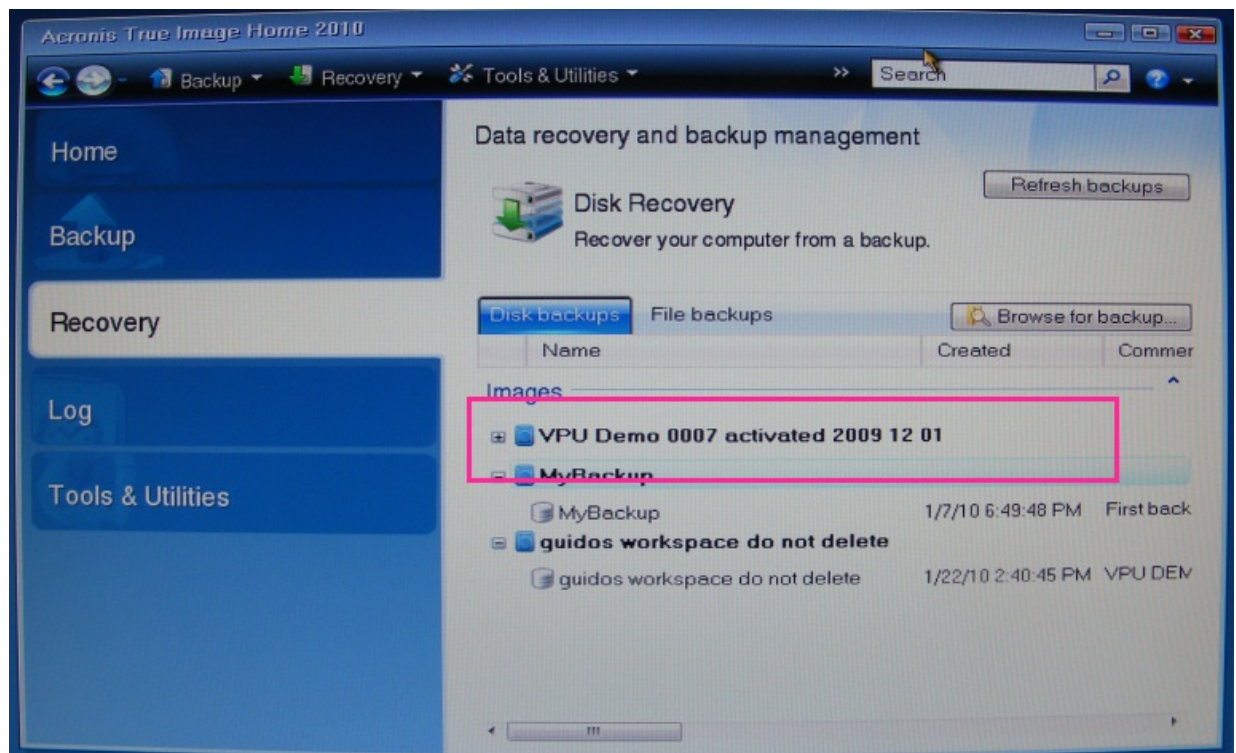 Acronis True Image Home 2010
Backup Recovery Tools & Utilities >> Search
Home
Backup
Recovery
Log
Tools & Utilities
Data recovery and backup management
Refresh backups
Disk Recovery
Recover your computer from a backup.
Disk backups File backups Browse for backup...
Name Created Commer
Images
VPU Demo 0007 activated 2009 12 01
MyBackup
MyBackup 1/7/10 6:49:48 PM First back
guidos workspace do not delete
guidos workspace do not delete 1/22/10 2:40:45 PM VPU DEM